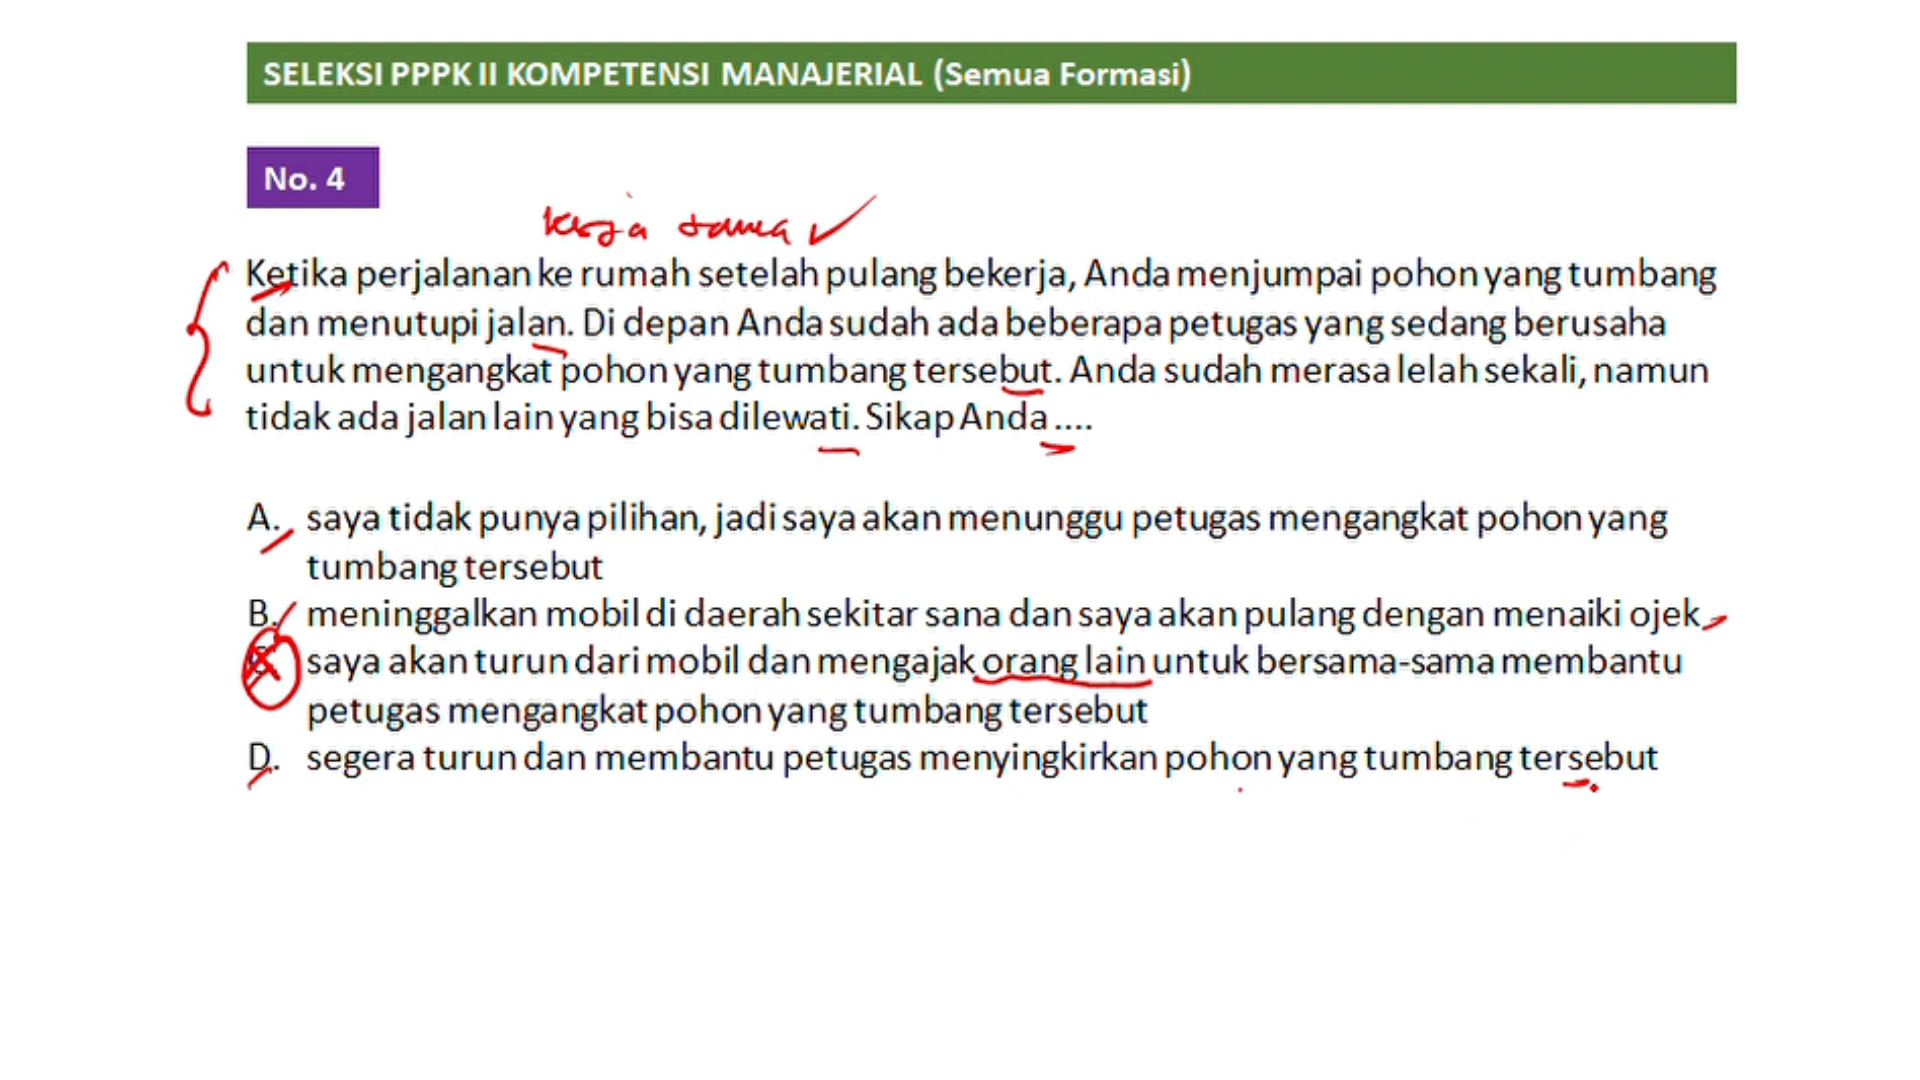 SELEKSI PPPK II KOMPETENSI MANAJERIAL (Semua Formasi)
No. 4
kerja sama
Ketika perjalanan ke rumah setelah pulang bekerja, Anda menjumpai pohon yang tumbang
dan menutupi jalan. Di depan Anda sudah ada beberapa petugas yang sedang berusaha
untuk mengangkat pohon yang tumbang tersebut. Anda sudah merasa lelah sekali, namun
tidak ada jalan lain yang bisa dilewati. Sikap Anda ....
A. saya tidak punya pilihan, jadi saya akan menunggu petugas mengangkat pohon yang
tumbang tersebut
B. meninggalkan mobil di daerah sekitar sana dan saya akan pulang dengan menaiki ojek
saya akan turun dari mobil dan mengajak orang lain untuk bersama-sama membantu
petugas mengangkat pohon yang tumbang tersebut
D. segera turun dan membantu petugas menyingkirkan pohon yang tumbang tersebut